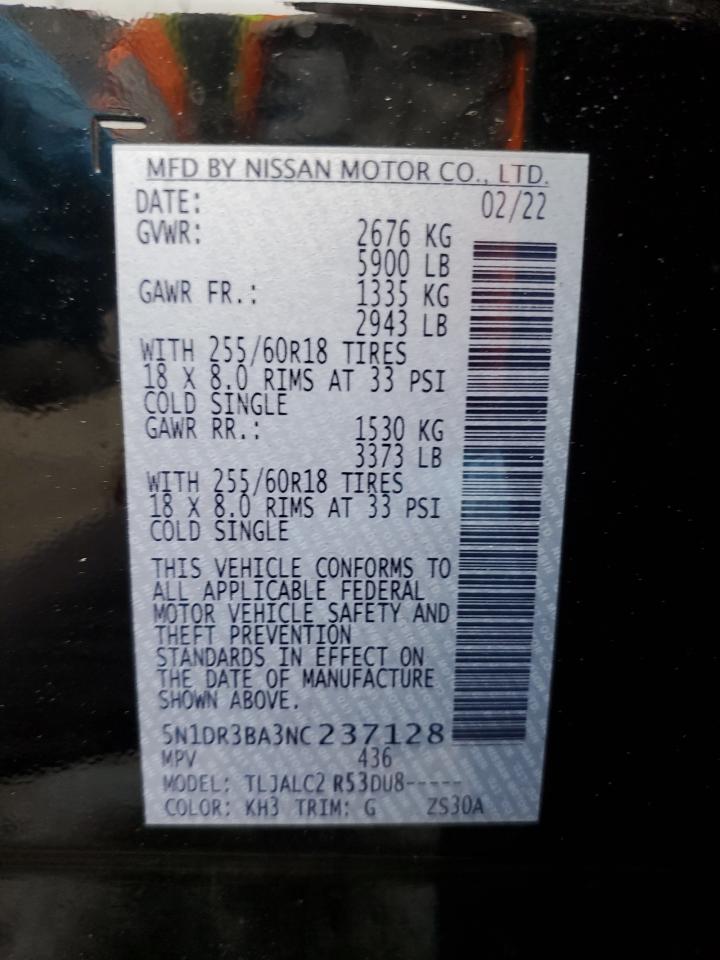 MFD BY NISSAN MOTOR CO., LTD.
DATE: 02/22
GVWR: 2676 KG
5900 LB
GAWR FR.: 1335 KG
2943 LB
WITH 255/60R18 TIRES
18 X 8.0 RIMS AT 33 PSI
COLD SINGLE
GAWR RR.: 1530 KG
3373 LB
WITH 255/60R18 TIRES
18 X 8.0 RIMS AT 33 PSI
COLD SINGLE
THIS VEHICLE CONFORMS TO
ALL APPLICABLE FEDERAL
MOTOR VEHICLE SAFETY AND
THEFT PREVENTION
STANDARDS IN EFFECT ON
THE DATE OF MANUFACTURE
SHOWN ABOVE.
5N1DR3BA3NC237128
MPV 436
MODEL: TLJALC2 R53DU8-----
COLOR: KH3 TRIM: G ZS30A